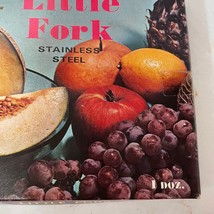 Little
Fork
STAINLESS
STEEL
1 DOZ.